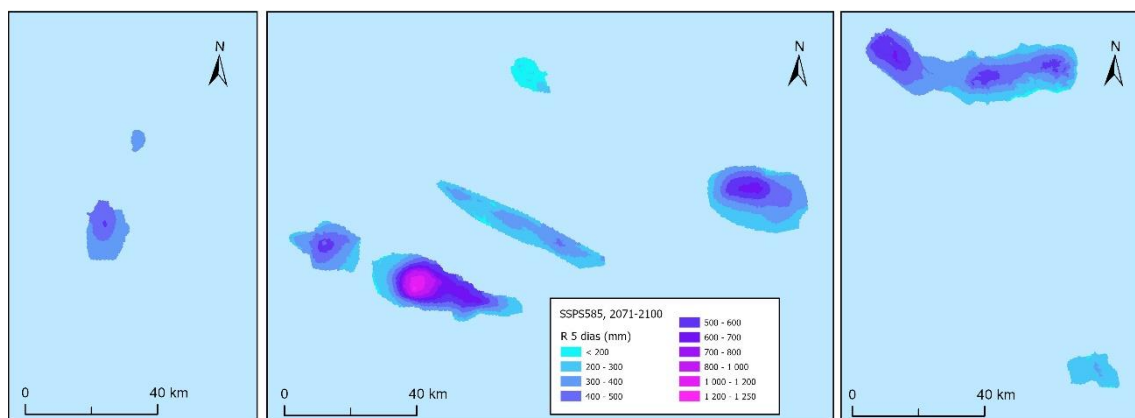 N
0
40 km
N
0
40 km
SSPS585, 2071-2100
R 5 dias (mm)
< 200
200 - 300
300 - 400
400 - 500
500 - 600
600 - 700
700 - 800
800 - 1 000
1 000 - 1 200
1 200 - 1 250
N
0
40 km